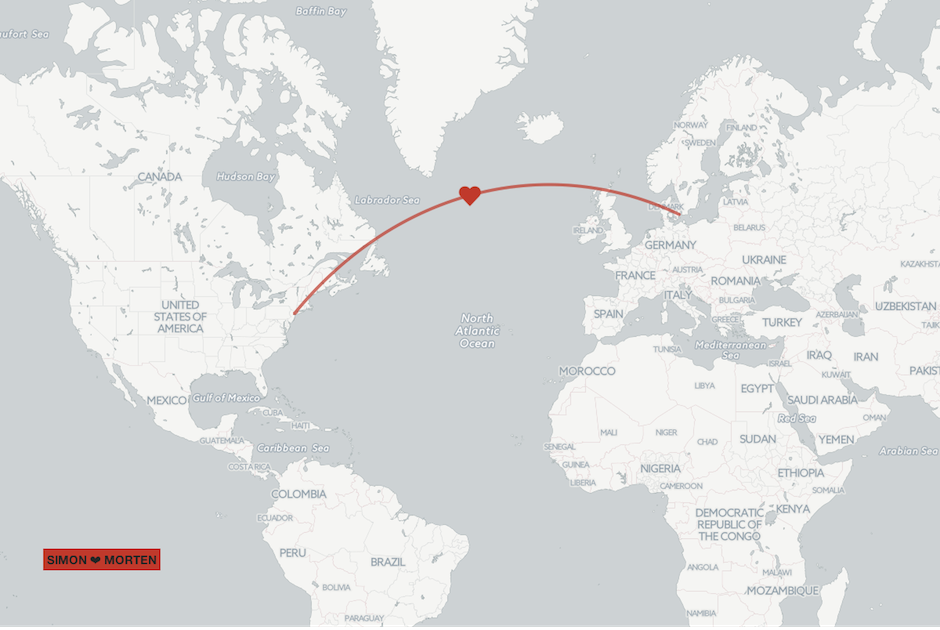 Baffin Bay
aufort Sea
NORWAY
FINLAND
SWEDEN
CANADA
Hudson Bay
Labrador Sea
LATVIA
DENMARK
BELARUS
IRELAND
GERMANY
UKRAINE
KAZAKHSTA
AUSTRIA
FRANCE
ROMANIA
ITALY
BULGARIA
UNITED
STATES OF
AMERICA
SPAIN
UZBEKISTAN
North
Atlantic
Ocean
GREECE
TURKEY
AZERBAIJAN
TAJIK
Mediterranean
Sea
TUNISIA
IRAQ
IRAN
ISRAEL
MOROCCO
KUWAIT
PAKIST
LIBYA
EGYPT
MEXICO
Gulf of Mexico
SAUDI ARABIA
CUBA
HAITI
Red Sea
OMAN
MALI
NIGER
CHAD
SUDAN
YEMEN
GUATEMALA
Caribbean Sea
SENEGAL
Arabian Sea
COSTA RICA
GUINEA
NIGERIA
ETHIOPIA
LIBERIA
CAMEROON
SOMALIA
COLOMBIA
KENYA
ECUADOR
DEMOCRATIC
REPUBLIC OF
THE CONGO
PERU
BRAZIL
SIMON ❤ MORTEN
ANGOLA
MALAWI
BOLIVIA
MOZAMBIQUE
PARAGUAY
NAMIBIA